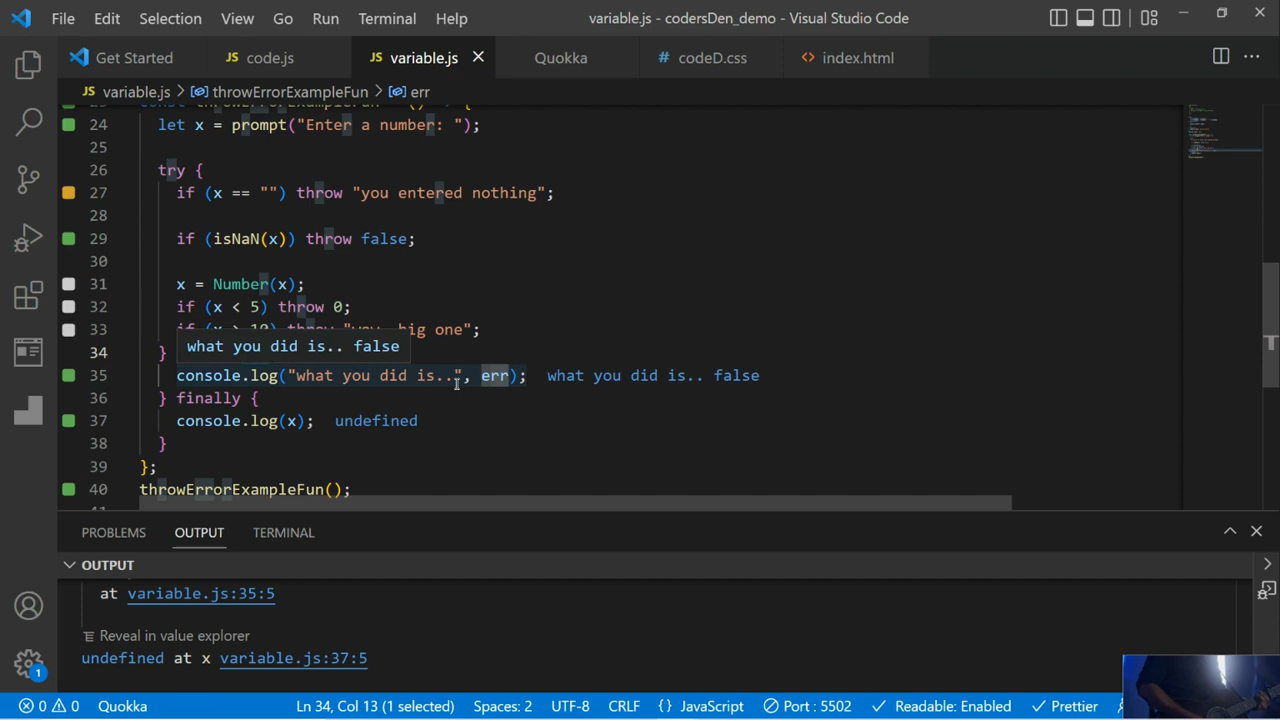 File Edit Selection View Go Run Terminal Help variable.js - codersDen_demo - Visual Studio Code
Get Started JS code.js JS variable.js Quokka # codeD.css <> index.html
JS variable.js > throwErrorExampleFun > err
24 let x = prompt("Enter a number: ");
25
26 try {
27 if (x == "") throw "you entered nothing";
28
29 if (isNaN(x)) throw false;
30
31 x = Number(x);
32 if (x < 5) throw 0;
33 big one";
what you did is.. false
34 }
35 console.log("what you did is..", err); what you did is.. false
} finally {
37 console.log(x); undefined
38 }
39 };
40 throwErrorExampleFun();
PROBLEMS OUTPUT TERMINAL
OUTPUT
at variable.js:35:5
Reveal in value explorer
undefined at x variable.js:37:5
1
0 0 Quokka Ln 34, Col 13 (1 selected) Spaces: 2 UTF-8 CRLF {} JavaScript Port : 5502 Readable: Enabled Prettier